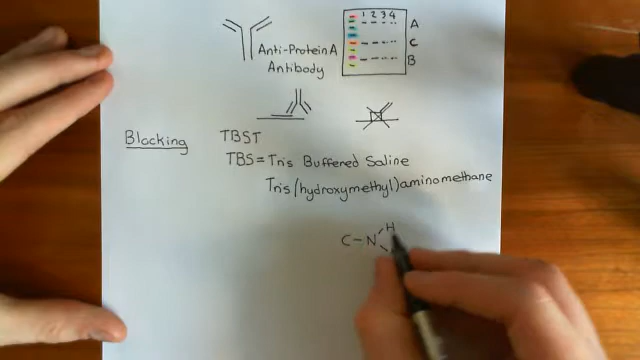 1 2 3 4
A
C
B
Anti-Protein A
Antibody
Blocking
TBST
TBS = Tris Buffered Saline
Tris(hydroxymethyl)aminomethane
H
C-N